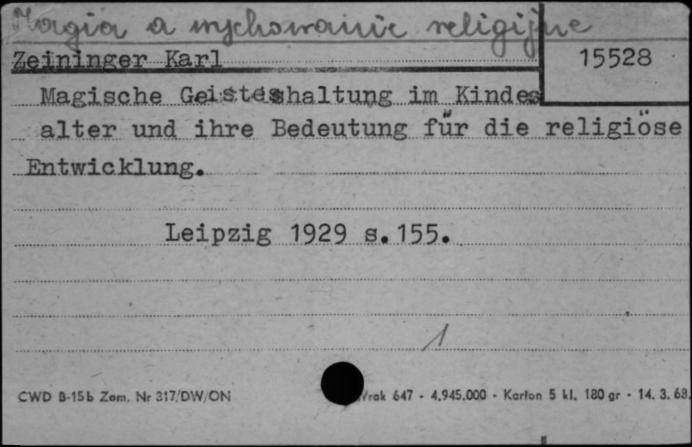 Magia a wychowanie religijne
Zeininger Karl 15528
Magische Geisteshaltung im Kindes
alter und ihre Bedeutung für die religiöse
Entwicklung.
Leipzig 1929 s.155.
1
CWD B-15b Zam. Nr 317/DW/ON rak 647 - 4.945.000 - Karton 5 kl. 180 gr - 14. 3. 68.